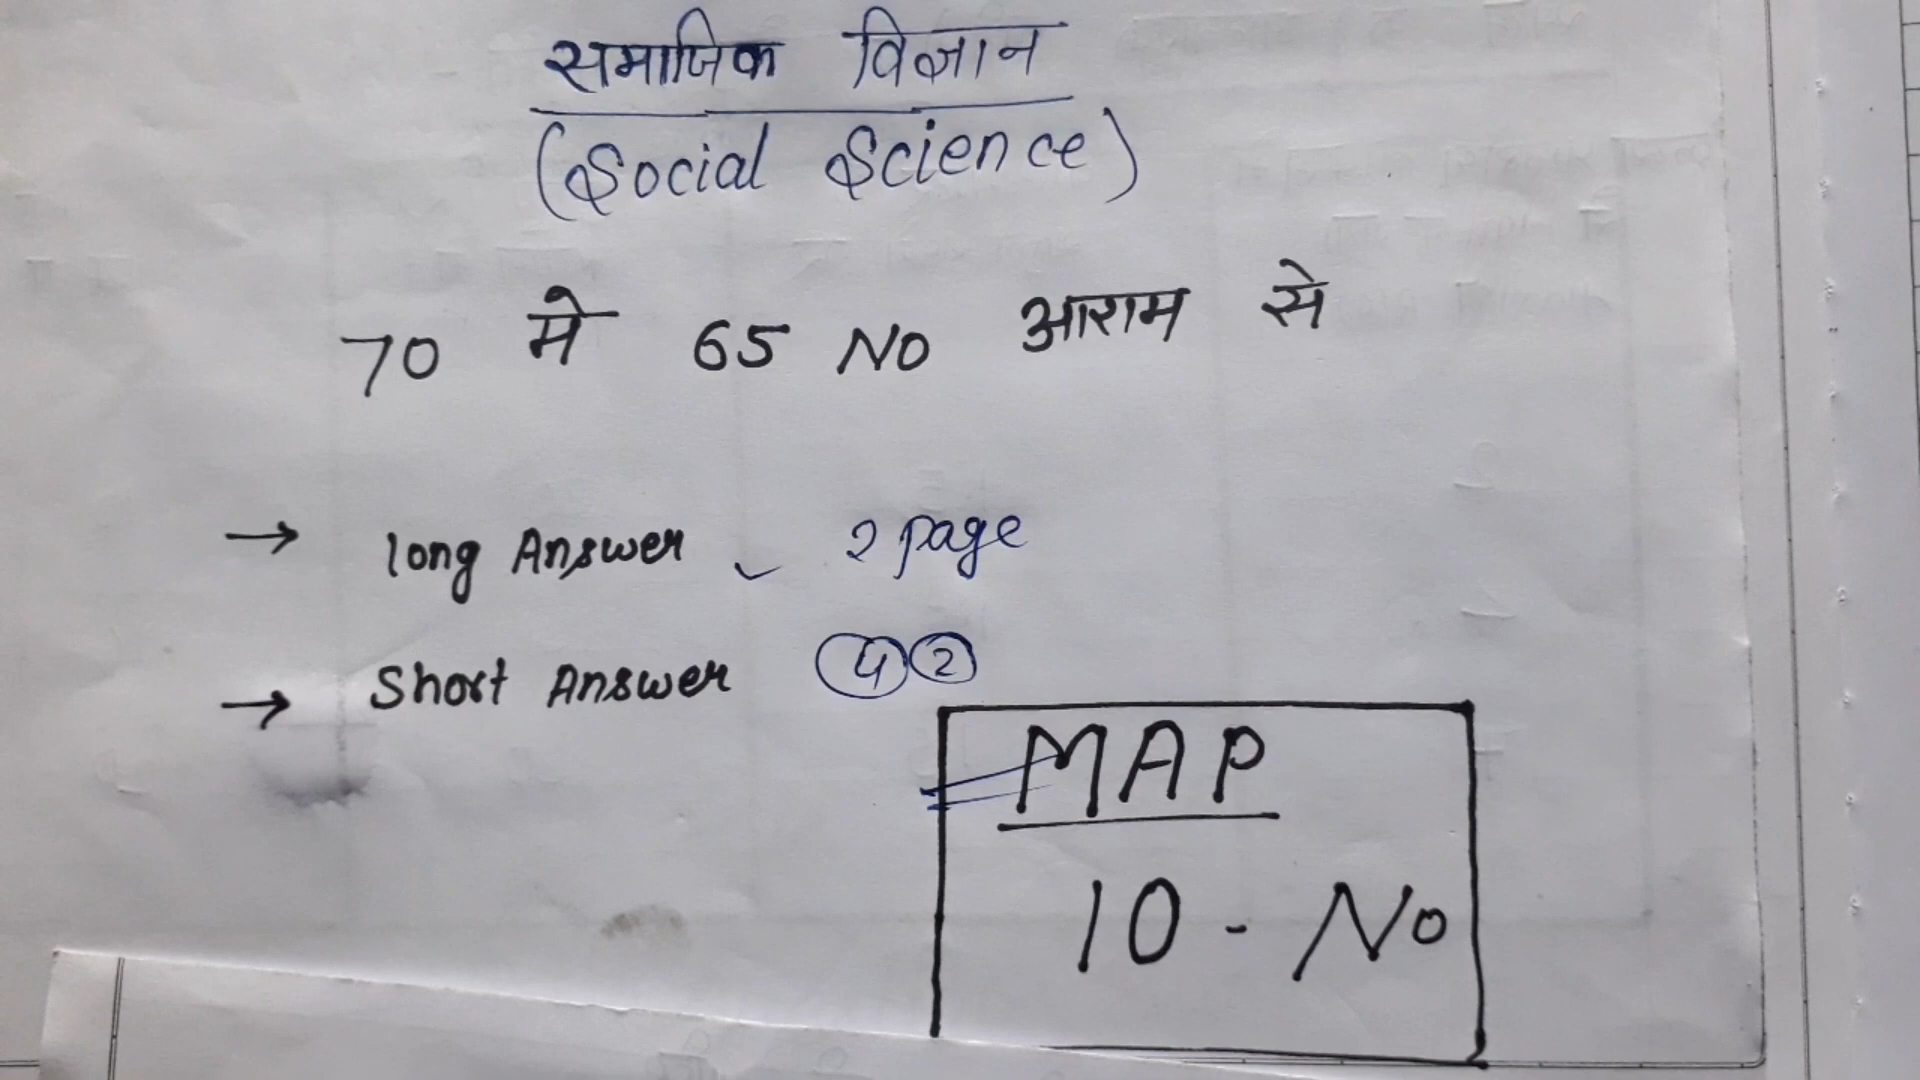 समाजिक विज्ञान
(Social Science)
70 मे 65 No आराम से
→ long Answer 2 page
→ Short Answer 4 2
MAP
10 - No